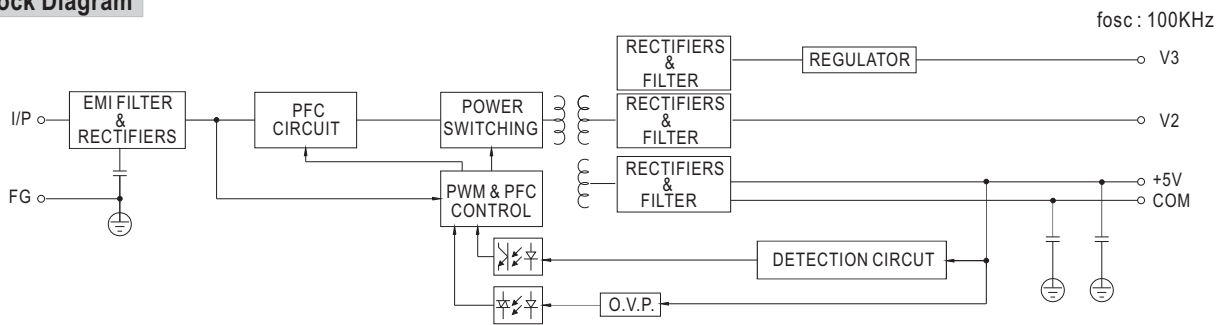 ock Diagram
fosc : 100KHz
RECTIFIERS
&
FILTER
REGULATOR
V3
I/P
EMI FILTER
&
RECTIFIERS
PFC
CIRCUIT
POWER
SWITCHING
RECTIFIERS
&
FILTER
V2
FG
PWM & PFC
CONTROL
RECTIFIERS
&
FILTER
+5V
COM
DETECTION CIRCUT
O.V.P.